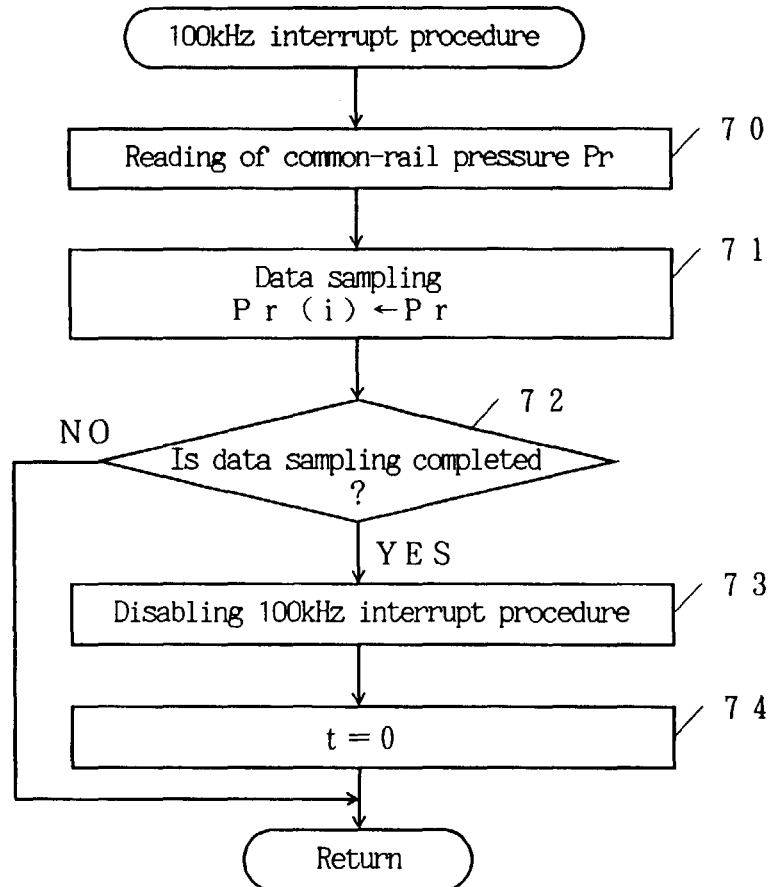 100kHz interrupt procedure
70
Reading of common-rail pressure Pr
71
Data sampling
Pr (i) ←Pr
72
NO
Is data sampling completed
?
YES
73
Disabling 100kHz interrupt procedure
74
t = 0
Return